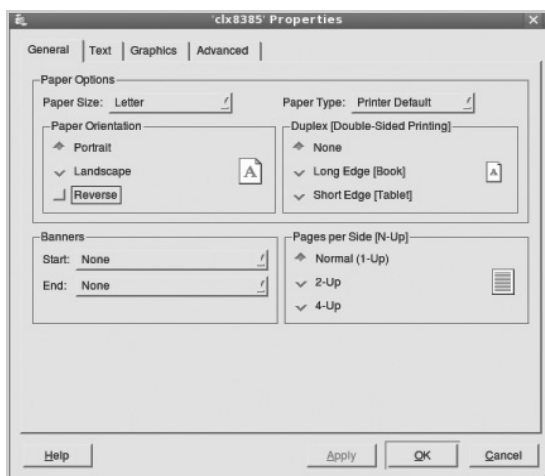 'clx8385' Properties
General Text Graphics Advanced
Paper Options
Paper Size: Letter
Paper Type: Printer Default
Paper Orientation
Portrait
Landscape
Reverse
A
Duplex [Double-Sided Printing]
None
Long Edge [Book]
Short Edge [Tablet]
A
Banners
Start: None
End: None
Pages per Side [N-Up]
Normal (1-Up)
2-Up
4-Up
Help Apply OK Cancel